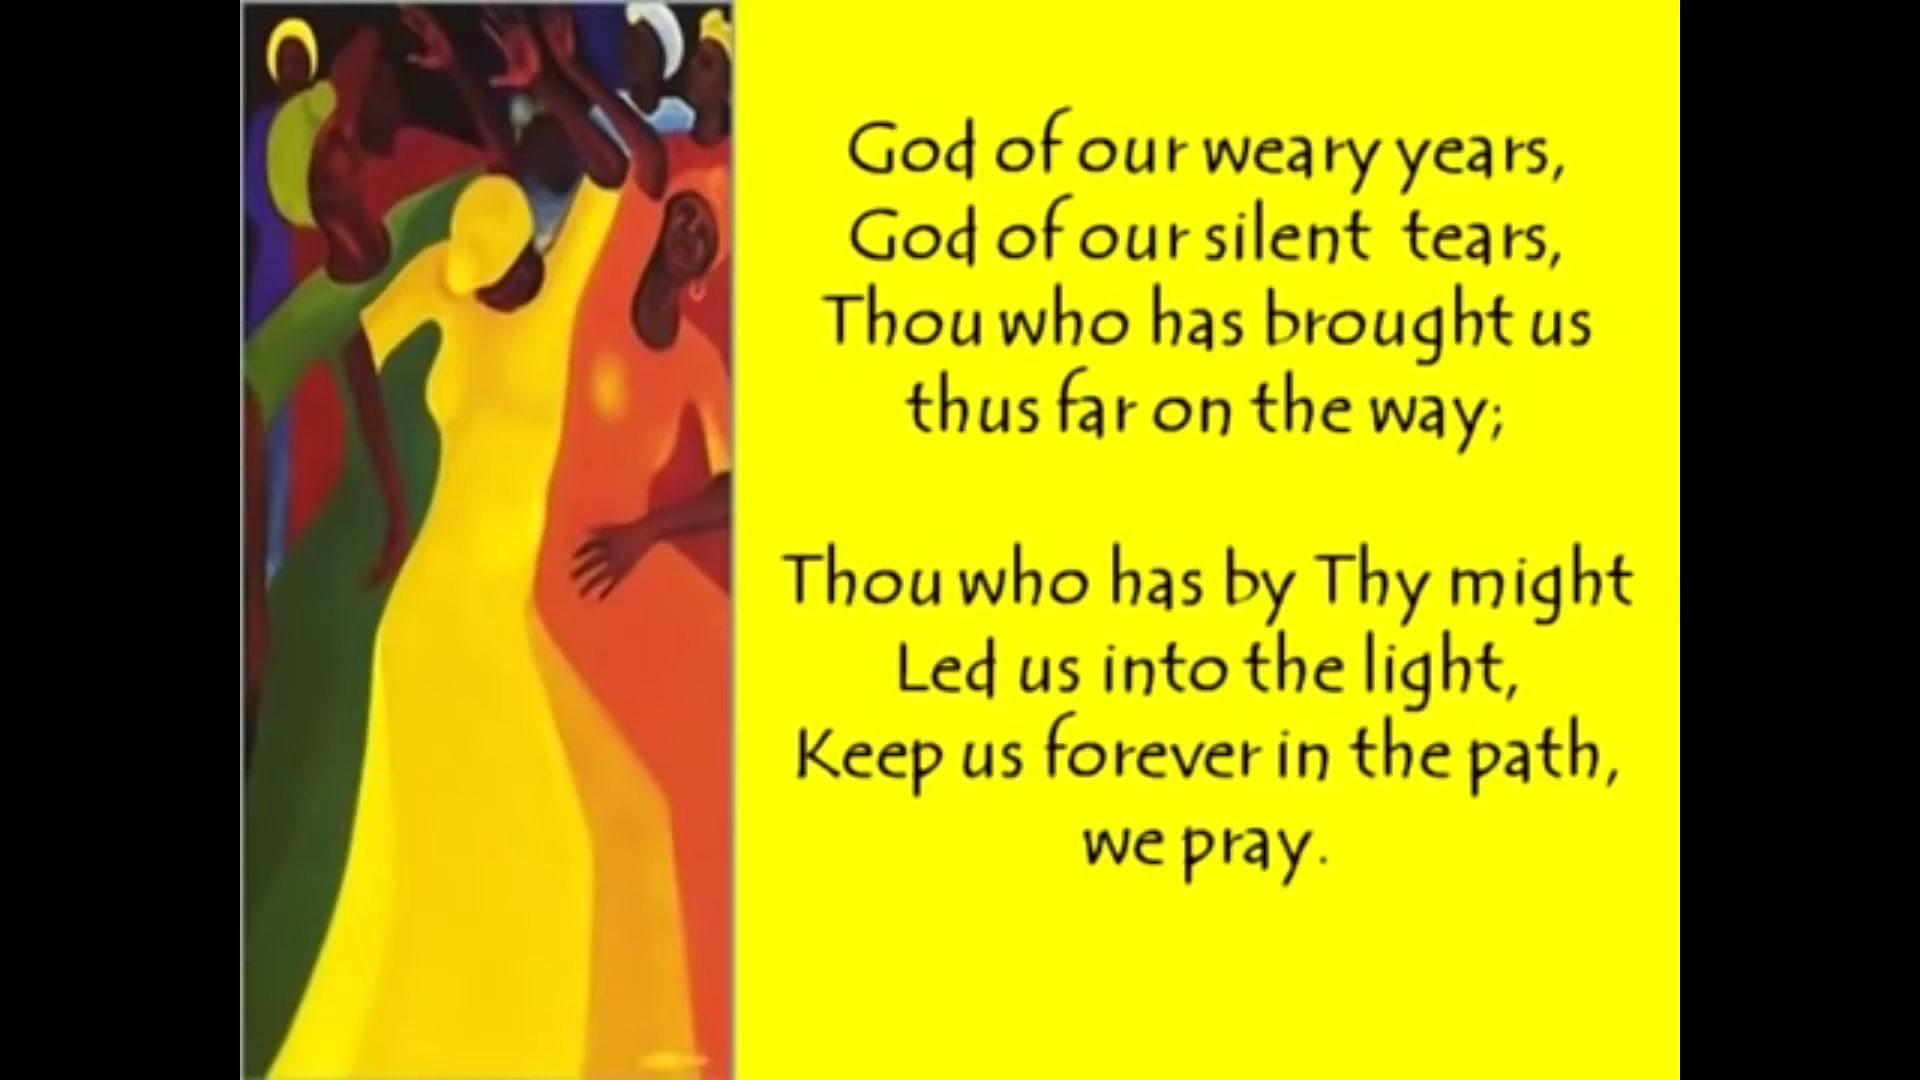 God of our weary years,
God of our silent tears,
Thou who has brought us
thus far on the way;
Thou who has by Thy might
Led us into the light,
Keep us forever in the path,
we pray.